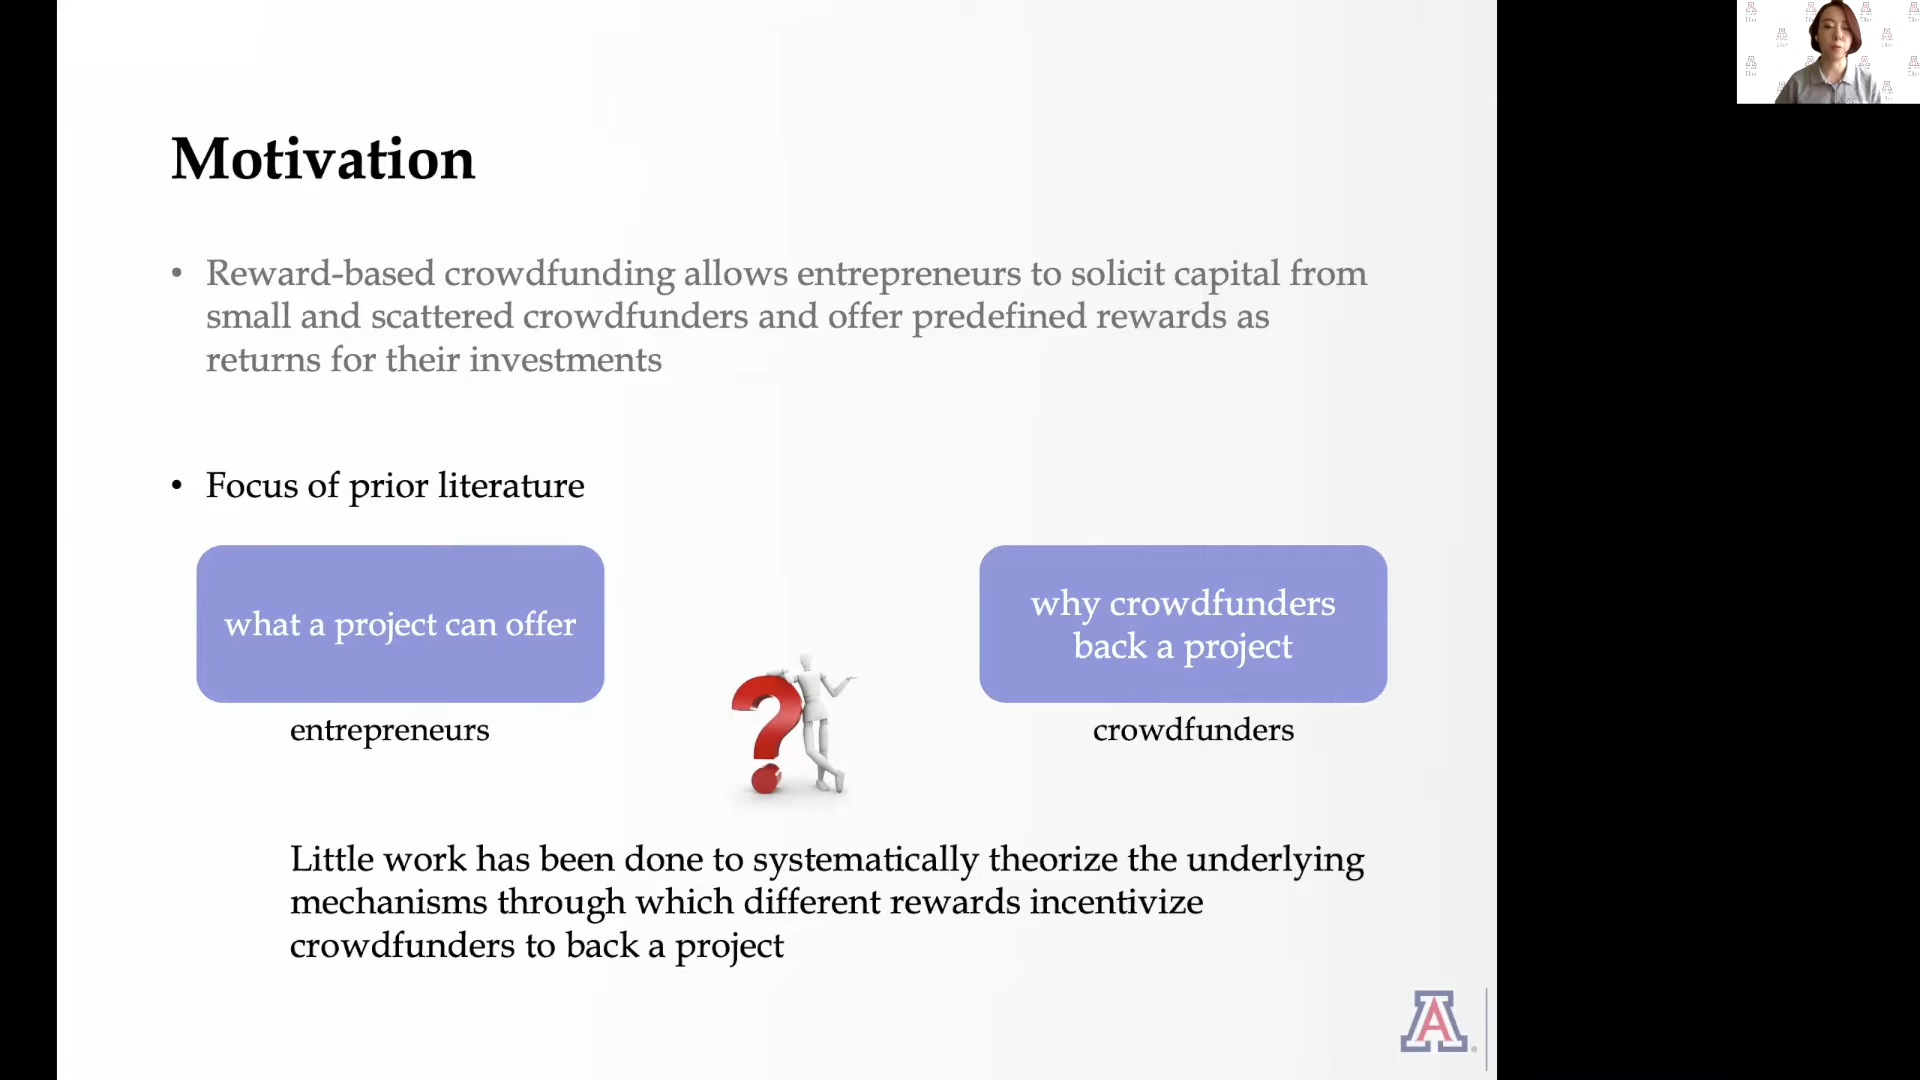 Motivation
• Reward-based crowdfunding allows entrepreneurs to solicit capital from
small and scattered crowdfunders and offer predefined rewards as
returns for their investments
• Focus of prior literature
what a project can offer
why crowdfunders
back a project
entrepreneurs
crowdfunders
?
Little work has been done to systematically theorize the underlying
mechanisms through which different rewards incentivize
crowdfunders to back a project
A